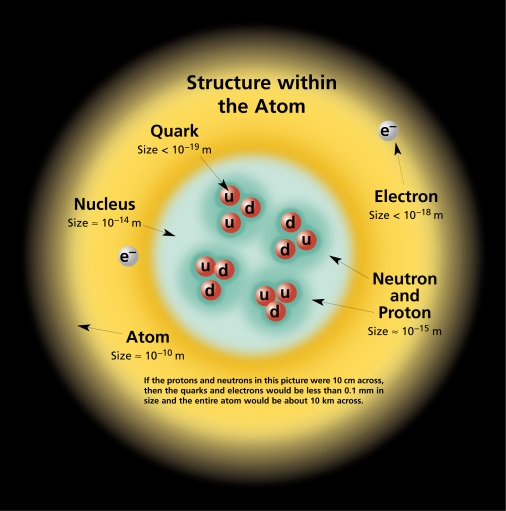 Structure within
the Atom
Quark
Size < 10⁻¹⁹ m
e⁻
u
d
u
Nucleus
Size ≈ 10⁻¹⁴ m
Electron
Size < 10⁻¹⁸ m
d
u
d
e⁻
u
d
d
Neutron
and
Proton
Size ≈ 10⁻¹⁵ m
u
u
d
Atom
Size ≈ 10⁻¹⁰ m
If the protons and neutrons in this picture were 10 cm across,
then the quarks and electrons would be less than 0.1 mm in
size and the entire atom would be about 10 km across.